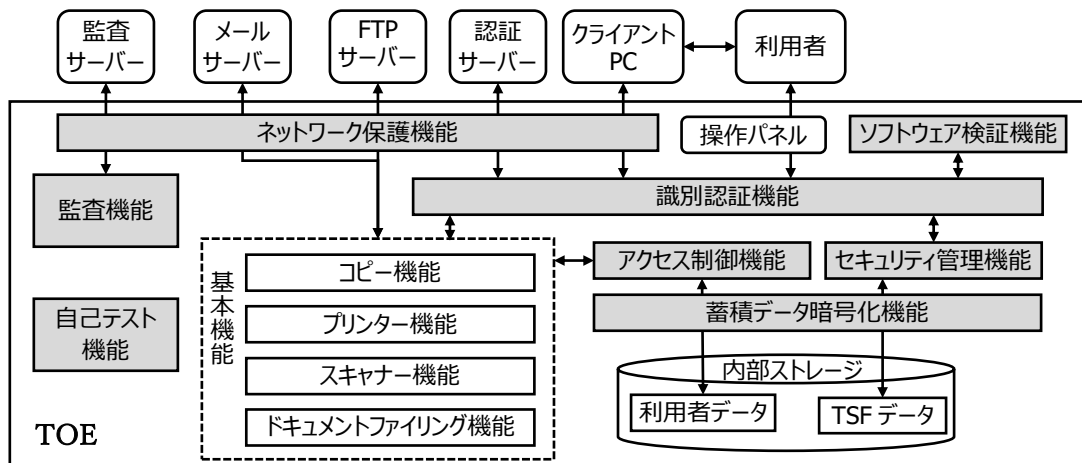 監査
サーバー
メール
サーバー
FTP
サーバー
認証
サーバー
クライアント
PC
利用者
ネットワーク保護機能
操作パネル
ソフトウェア検証機能
監査機能
識別認証機能
基本機能
コピー機能
プリンター機能
スキャナー機能
ドキュメントファイリング機能
アクセス制御機能
セキュリティ管理機能
自己テスト
機能
蓄積データ暗号化機能
内部ストレージ
利用者データ
TSF データ
TOE